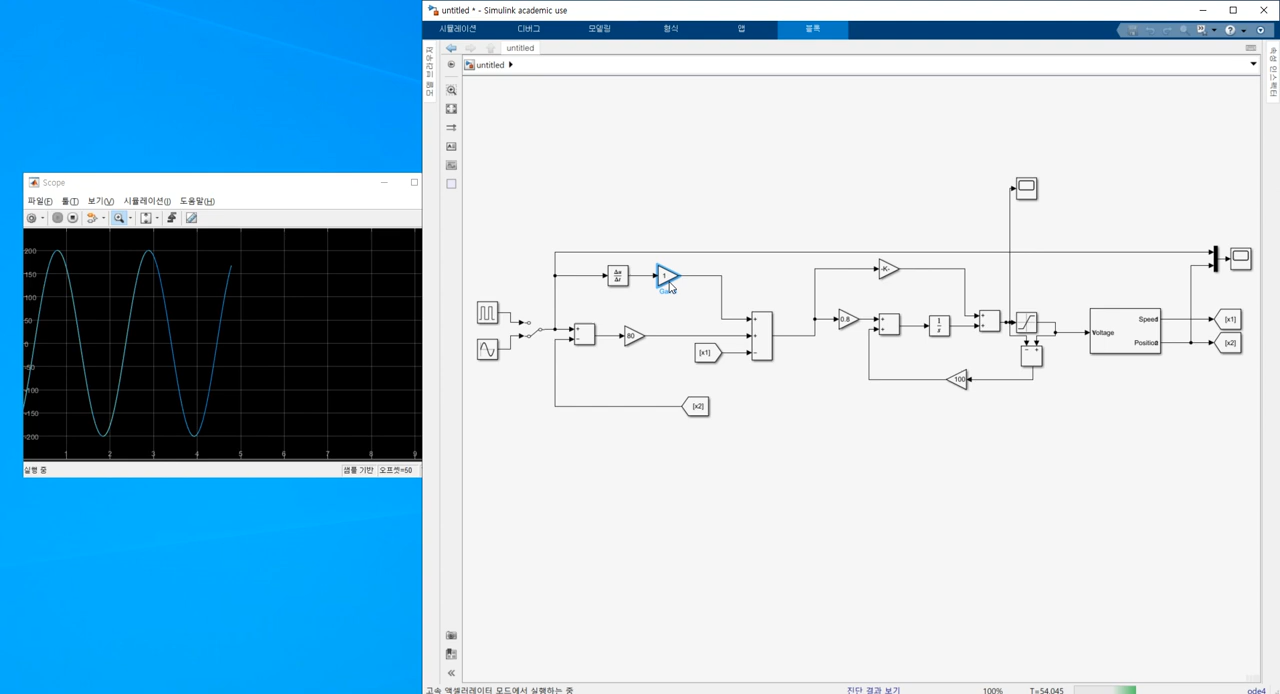 untitled * - Simulink academic use
시뮬레이션 디버그 모델링 형식 앱 블록
untitled
untitled
Scope
파일(F) 툴(T) 보기(V) 시뮬레이션(I) 도움말(H)
200
150
100
50
0
-50
-100
-150
-200
1 2 3 4 5 6 7 8 9
실행 중
샘플 기반 오프셋=50
Δu
Δt
1
-K-
80
0.8
1
s
100
[x1]
[x2]
Voltage
Speed
Position
[x1]
[x2]
고속 액셀러레이터 모드에서 실행하는 중
진단 결과 보기
100%
T=54.045
ode4